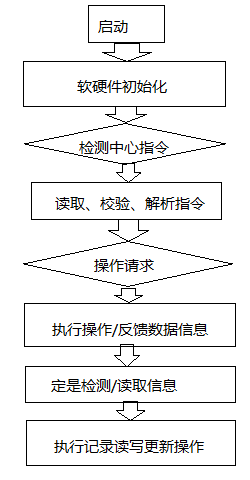 启动
软硬件初始化
检测中心指令
读取、校验、解析指令
操作请求
执行操作/反馈数据信息
定是检测/读取信息
执行记录读写更新操作